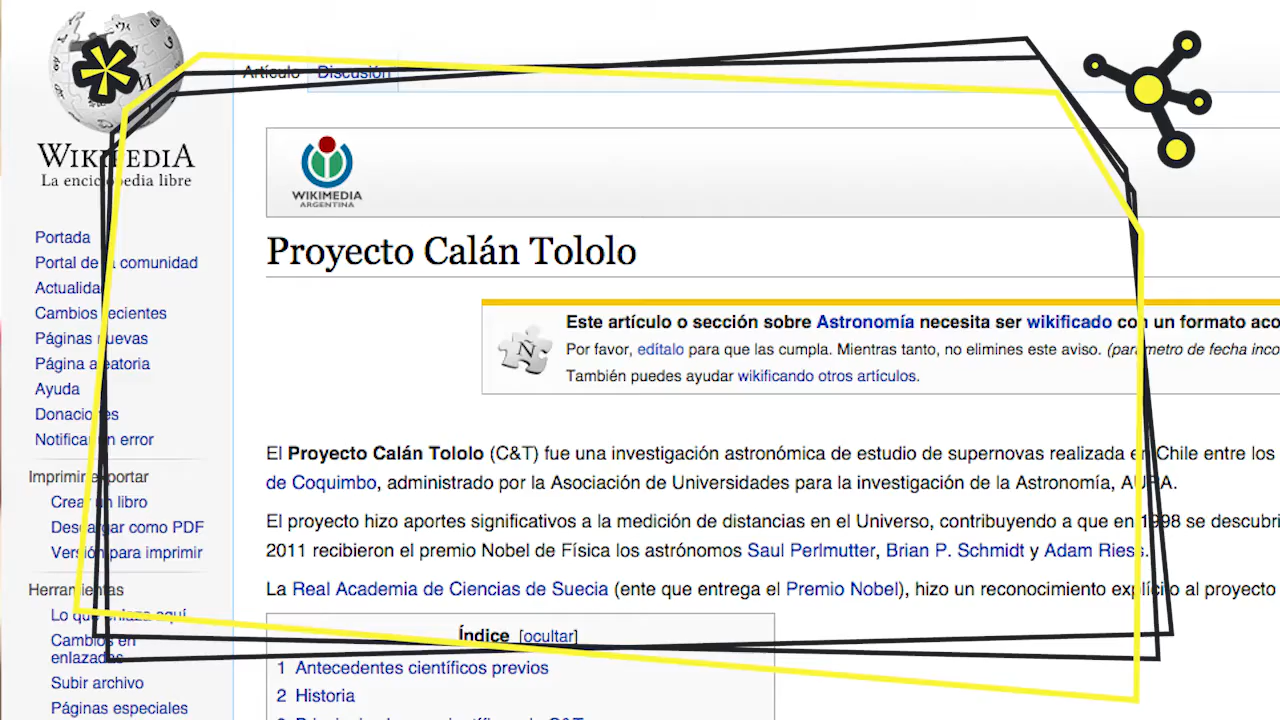 WIKIPEDIA
La enciclopedia libre
Portada
Portal de la comunidad
Actualidad
Cambios recientes
Páginas nuevas
Página aleatoria
Ayuda
Donaciones
Notificar un error
Imprimir/exportar
Crear un libro
Descargar como PDF
Versión para imprimir
Herramientas
Lo que enlaza aquí
Cambios en
enlazadas
Subir archivo
Páginas especiales
Artículo Discusión
WIKIMEDIA
ARGENTINA
Proyecto Calán Tololo
Ñ
Este artículo o sección sobre Astronomía necesita ser wikificado con un formato aco
Por favor, edítalo para que las cumpla. Mientras tanto, no elimines este aviso. (parámetro de fecha inco
También puedes ayudar wikificando otros artículos.
El Proyecto Calán Tololo (C&T) fue una investigación astronómica de estudio de supernovas realizada en Chile entre los
de Coquimbo, administrado por la Asociación de Universidades para la investigación de la Astronomía, AURA.
El proyecto hizo aportes significativos a la medición de distancias en el Universo, contribuyendo a que en 1998 se descubri
2011 recibieron el premio Nobel de Física los astrónomos Saul Perlmutter, Brian P. Schmidt y Adam Riess.
La Real Academia de Ciencias de Suecia (ente que entrega el Premio Nobel), hizo un reconocimiento explícito al proyecto
Índice [ocultar]
1 Antecedentes científicos previos
2 Historia